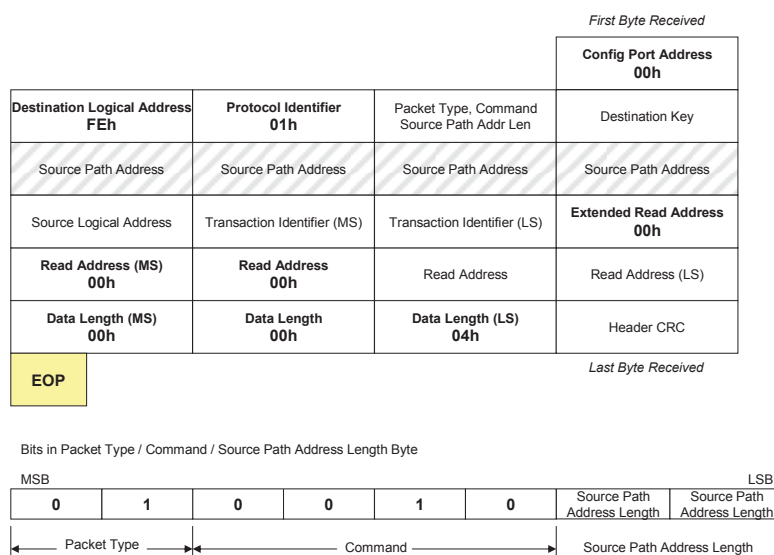 First Byte Received
Config Port Address
00h
Destination Logical Address
FEh
Protocol Identifier
01h
Packet Type, Command
Source Path Addr Len
Destination Key
Source Path Address
Source Path Address
Source Path Address
Source Path Address
Source Logical Address
Transaction Identifier (MS)
Transaction Identifier (LS)
Extended Read Address
00h
Read Address (MS)
00h
Read Address
00h
Read Address
Read Address (LS)
Data Length (MS)
00h
Data Length
00h
Data Length (LS)
04h
Header CRC
EOP
Last Byte Received
Bits in Packet Type / Command / Source Path Address Length Byte
MSB
LSB
0
1
0
0
1
0
Source Path
Address Length
Source Path
Address Length
Packet Type
Command
Source Path Address Length